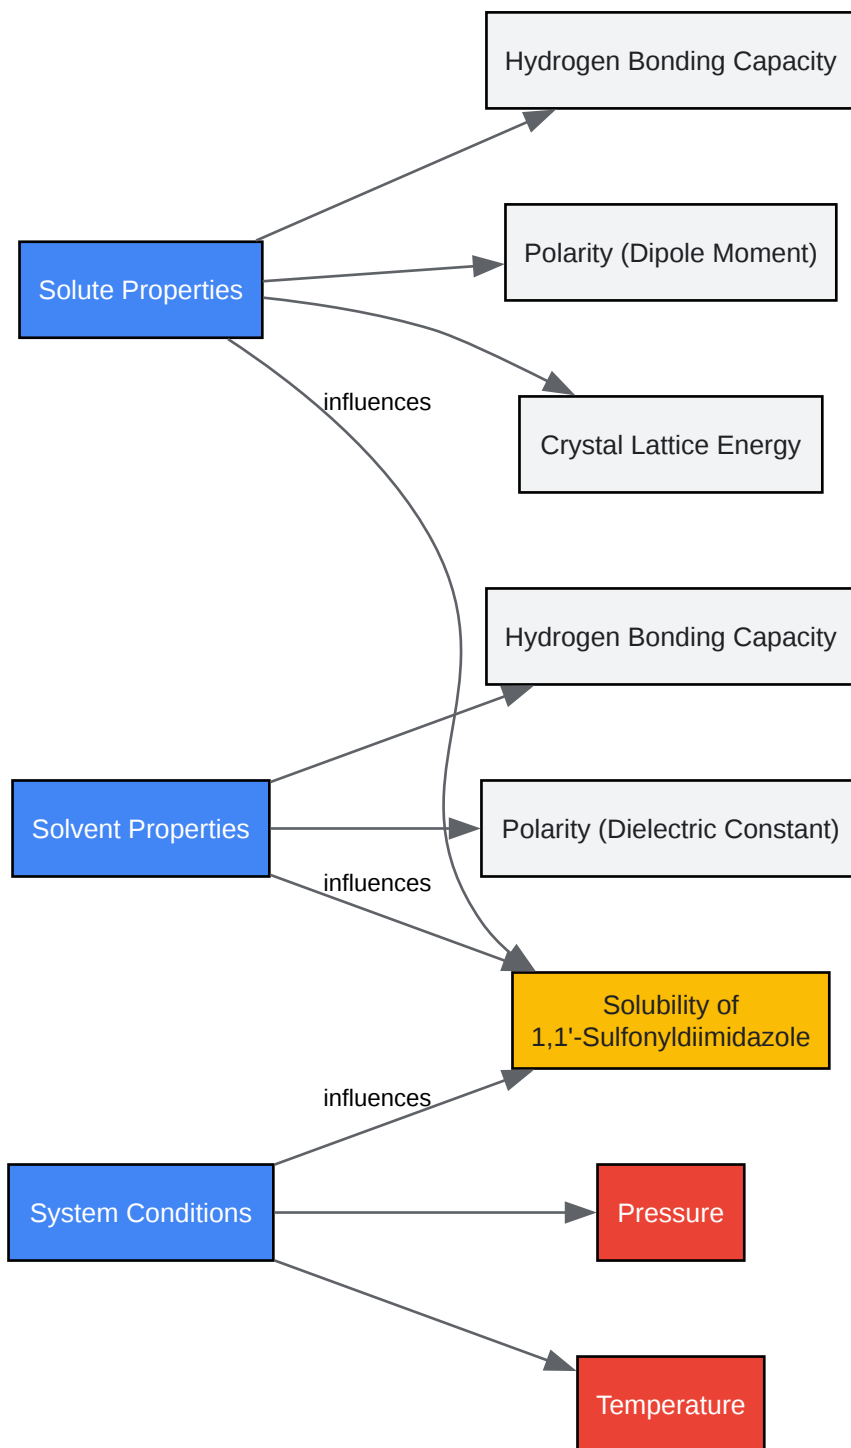 Hydrogen Bonding Capacity
Polarity (Dipole Moment)
Solute Properties
influences
Crystal Lattice Energy
Hydrogen Bonding Capacity
Solvent Properties
Polarity (Dielectric Constant)
influences
Solubility of
1,1'-Sulfonyldiimidazole
influences
System Conditions
Pressure
Temperature